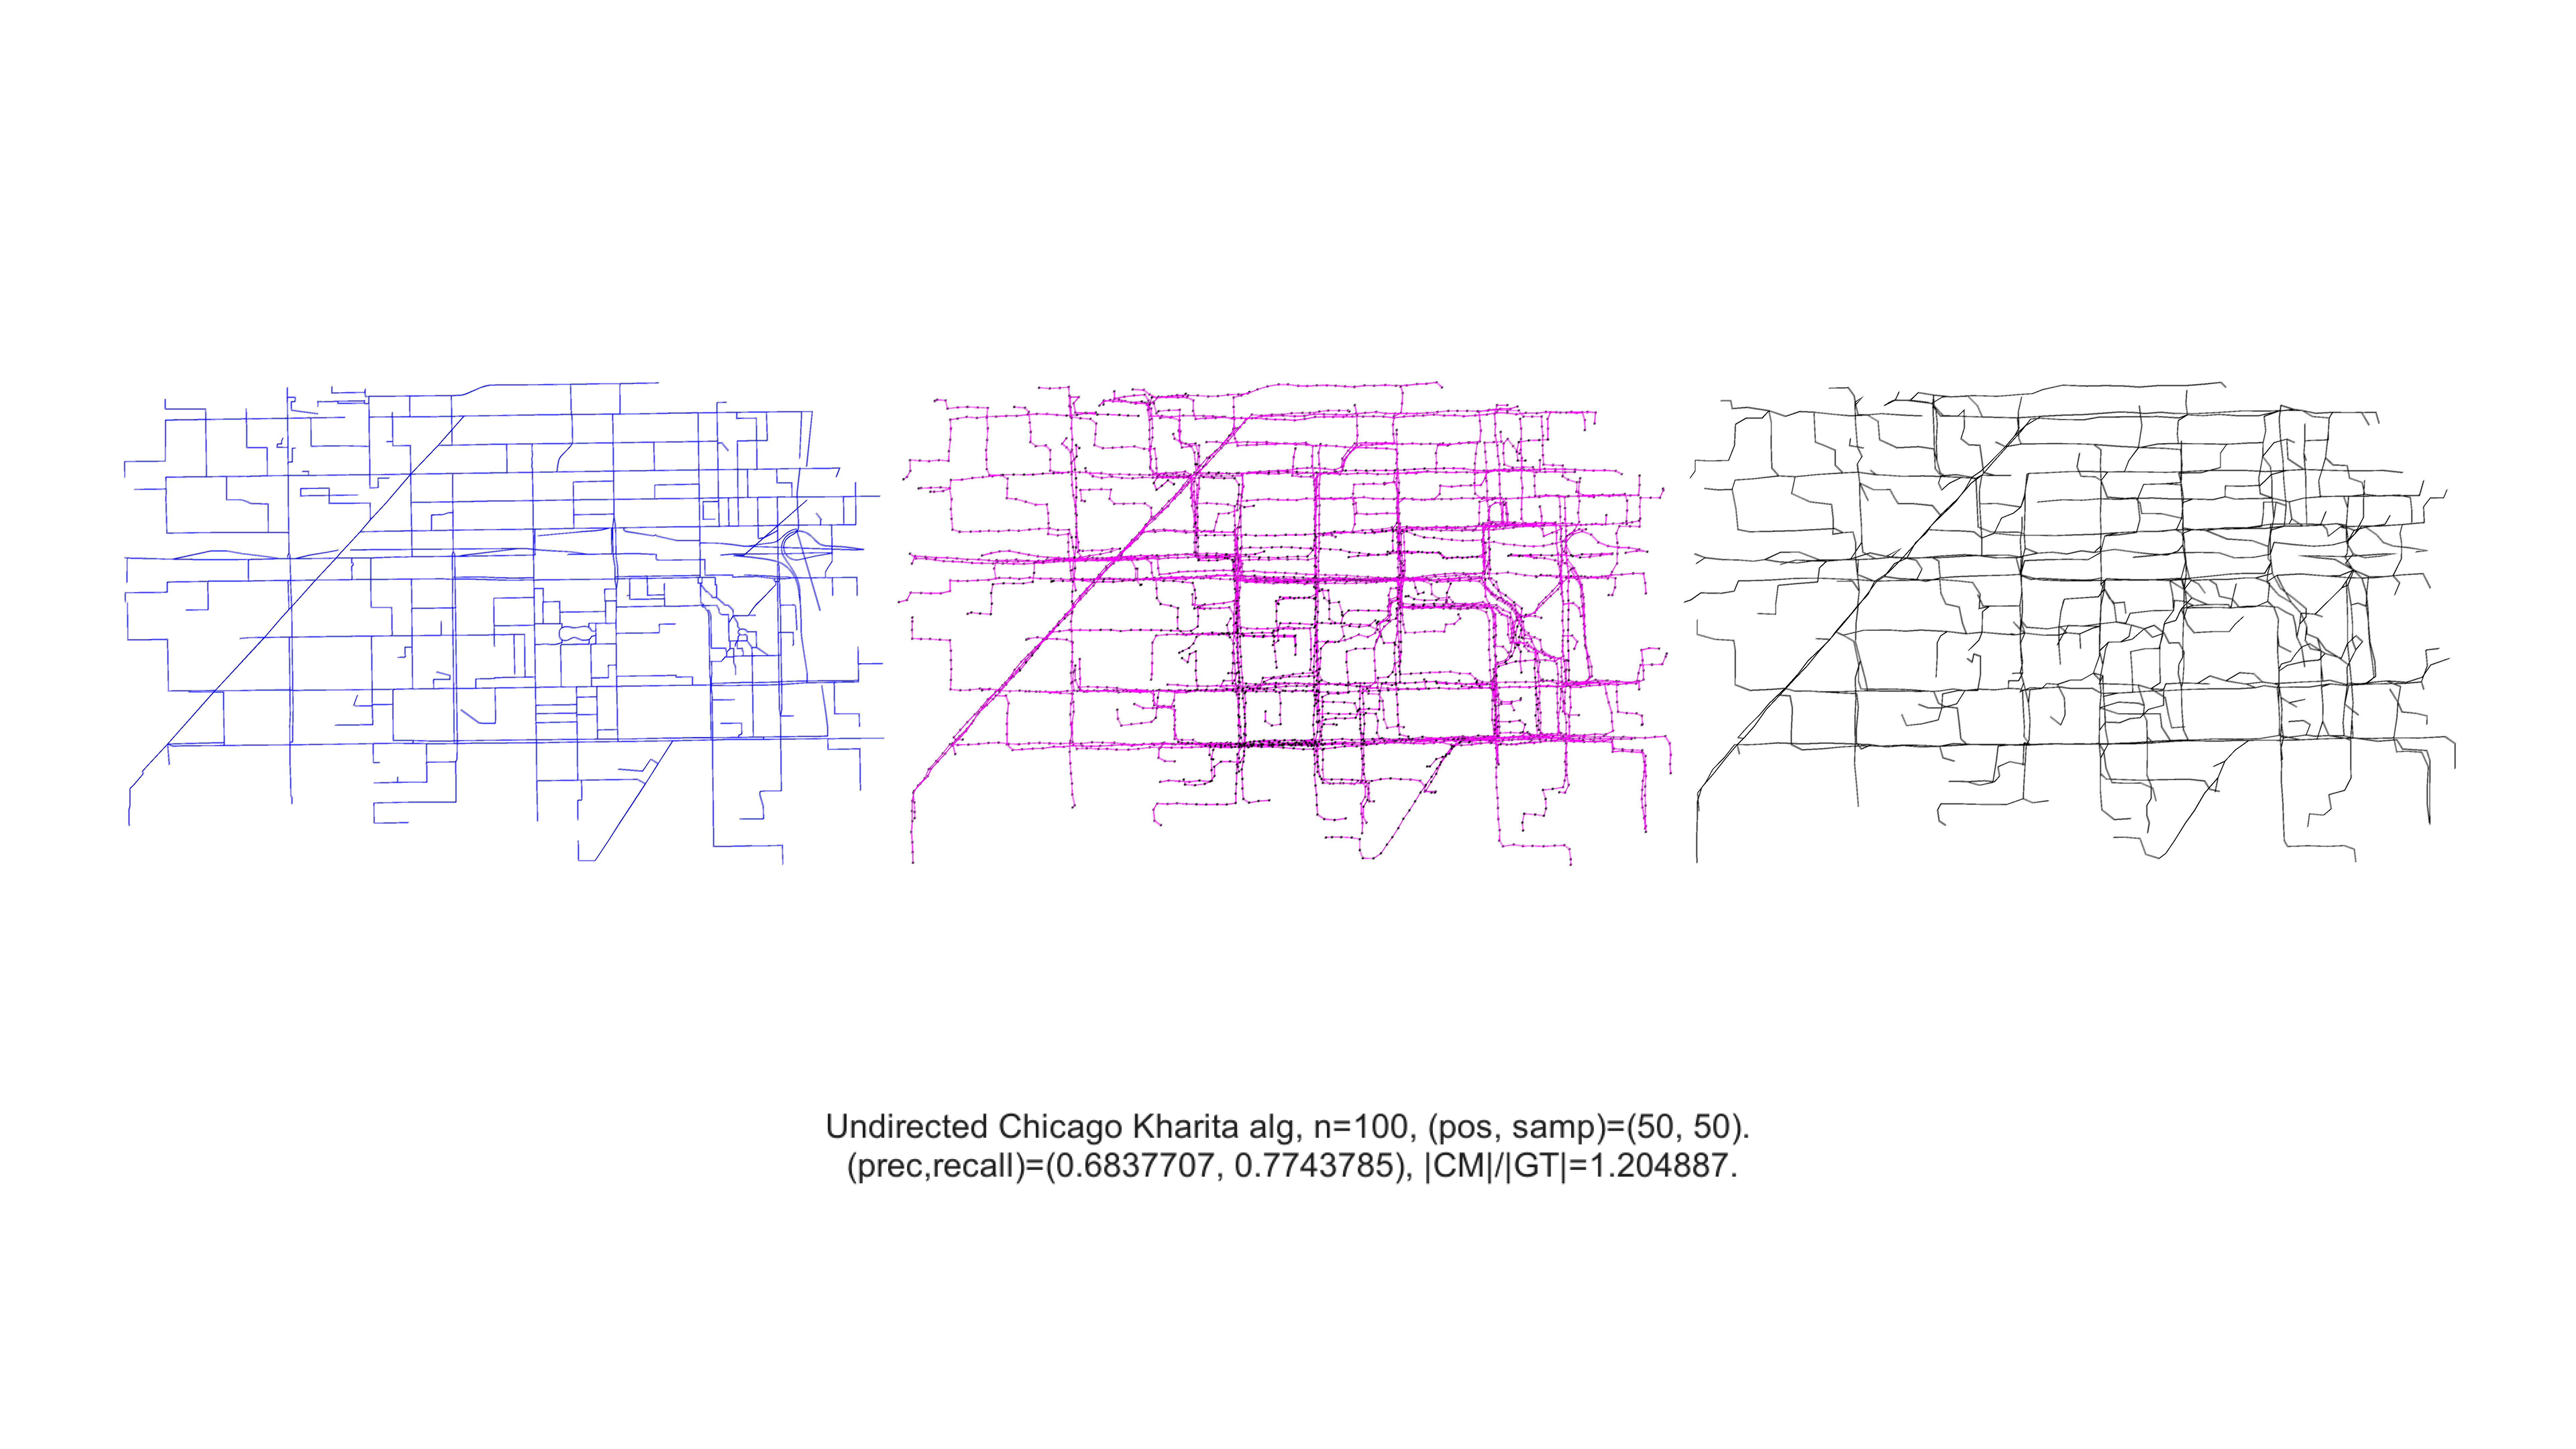 Undirected Chicago Kharita alg, n=100, (pos, samp)=(50, 50).
(prec,recall)=(0.6837707, 0.7743785), |CM|/|GT|=1.204887.